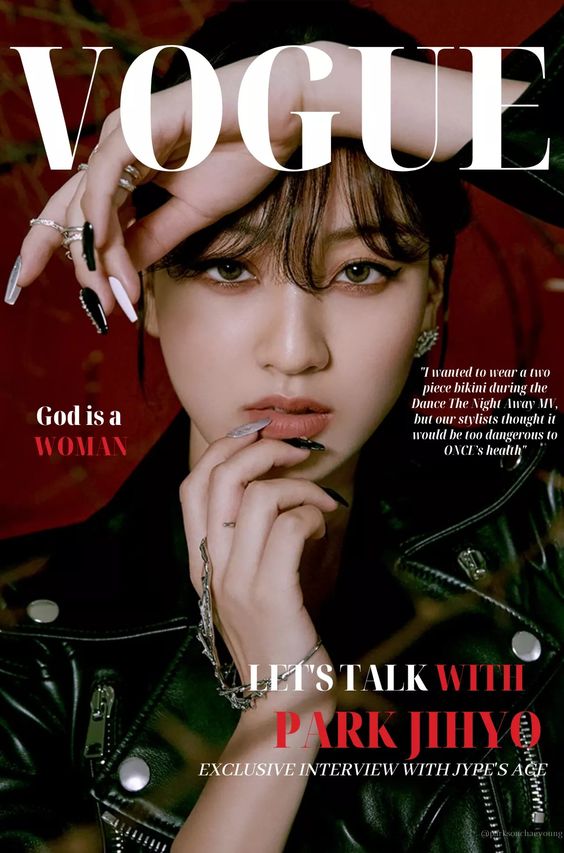 VOGUE
"I wanted to wear a two
piece bikini during the
Dance The Night Away MV,
but our stylists thought it
would be too dangerous to
ONCE's health"
God is a
WOMAN
LET'S TALK WITH
PARK JIHYO
EXCLUSIVE INTERVIEW WITH JYPE'S ACE
@parksonchaeyoung